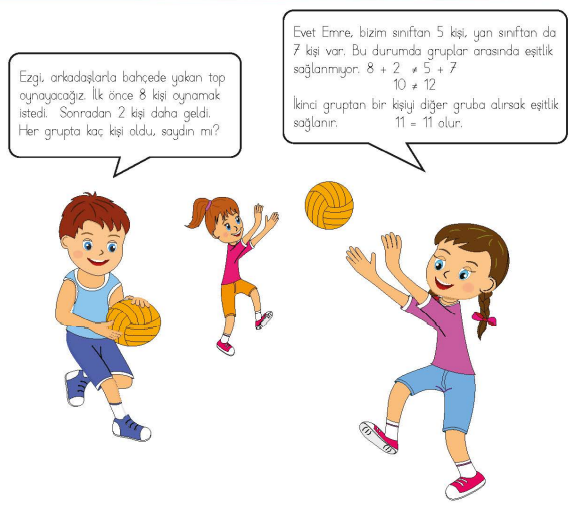 Ezgi, arkadaşlarla bahçede yakan top
oynayacağız. İlk önce 8 kişi oynamak
istedi. Sonradan 2 kişi daha geldi.
Her grupta kaç kişi oldu, saydın mı?
Evet Emre, bizim sınıftan 5 kişi, yan sınıftan da
7 kişi var. Bu durumda gruplar arasında eşitlik
sağlanmıyor. 8 + 2 ≠ 5 + 7
10 ≠ 12
İkinci gruptan bir kişiyi diğer gruba alırsak eşitlik
sağlanır. 11 = 11 olur.